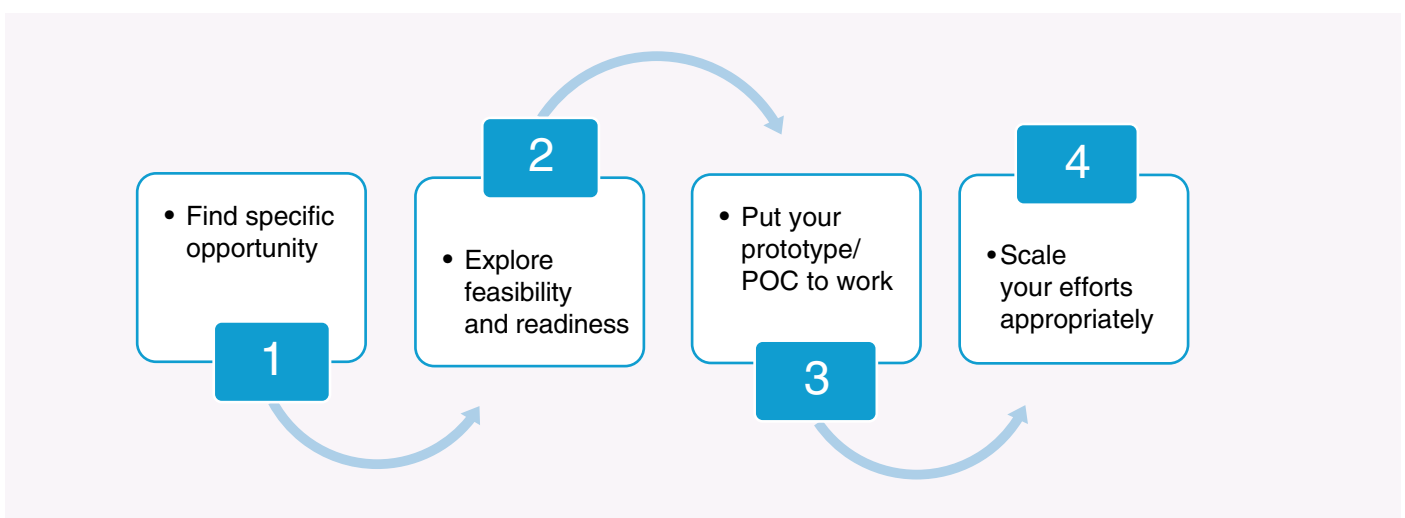 • Find specific
opportunity
1
2
• Explore
feasibility
and readiness
• Put your
prototype/
POC to work
3
4
• Scale
your efforts
appropriately